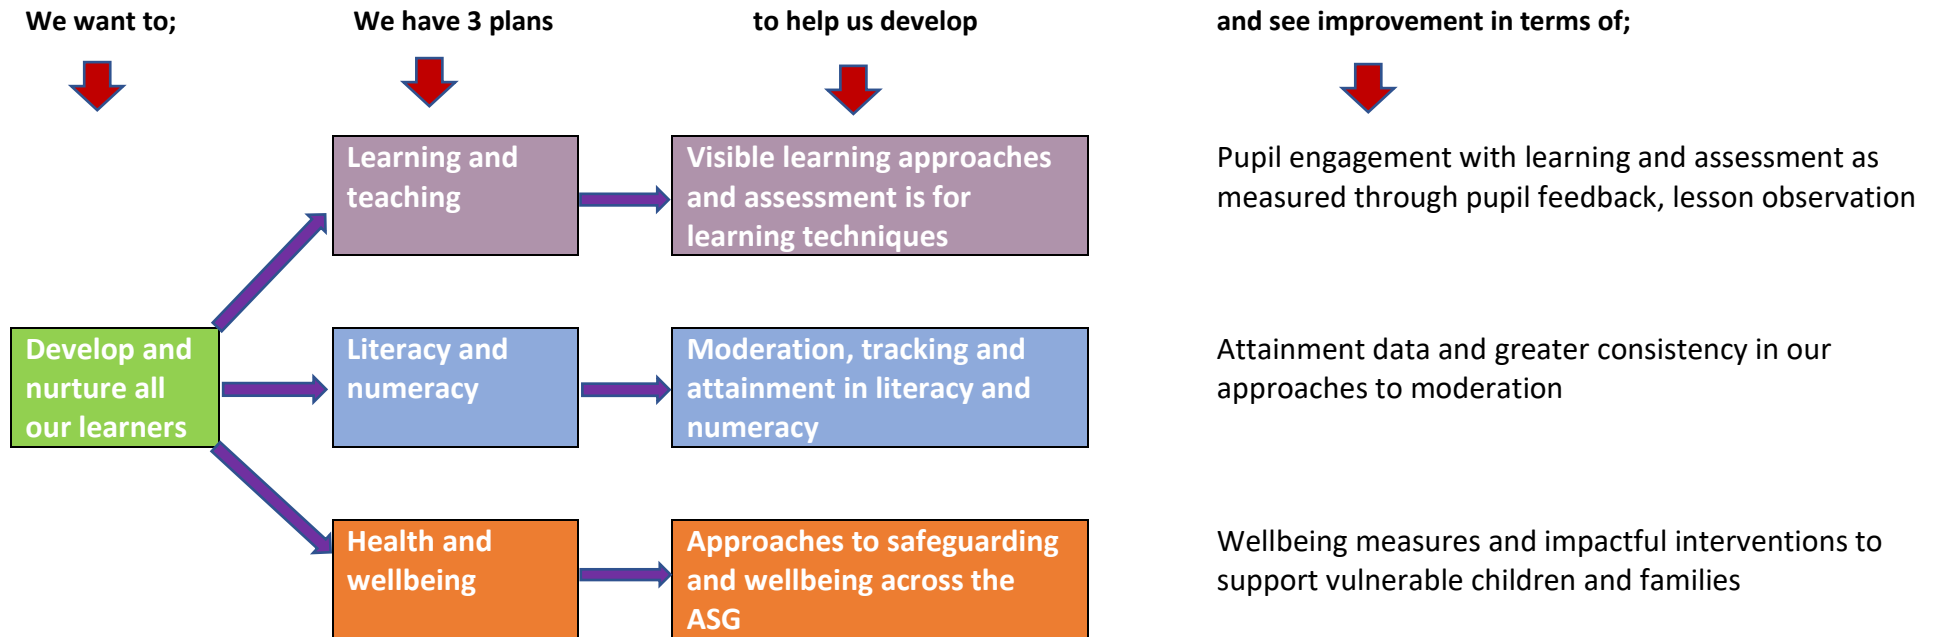 We want to;
We have 3 plans
to help us develop
and see improvement in terms of;
Learning and
teaching
Visible learning approaches
and assessment is for
learning techniques
Pupil engagement with learning and assessment as
measured through pupil feedback, lesson observation
Develop and
nurture all
our learners
Literacy and
numeracy
Moderation, tracking and
attainment in literacy and
numeracy
Attainment data and greater consistency in our
approaches to moderation
Health and
wellbeing
Approaches to safeguarding
and wellbeing across the
ASG
Wellbeing measures and impactful interventions to
support vulnerable children and families